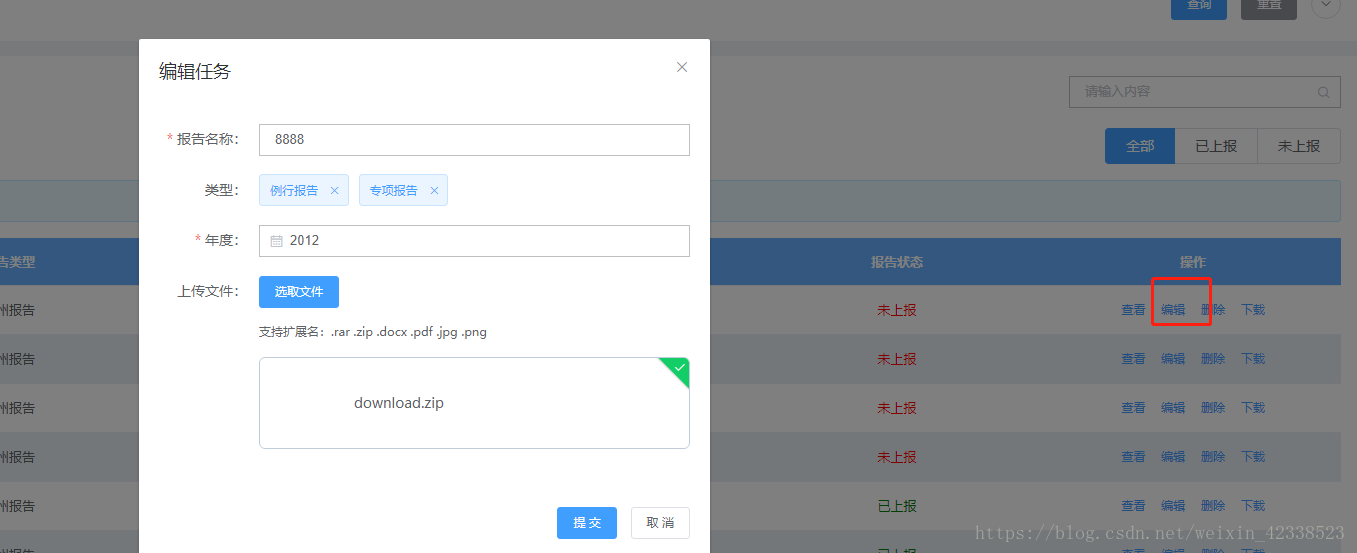 查询 重置
编辑任务
请输入内容
* 报告名称: 8888
全部 已上报 未上报
类型: 例行报告 专项报告
* 年度: 2012
告类型 报告状态 操作
上传文件: 选取文件
州报告 未上报 查看 编辑 删除 下载
支持扩展名: .rar .zip .docx .pdf .jpg .png
州报告 未上报 查看 编辑 删除 下载
download.zip
州报告 未上报 查看 编辑 删除 下载
州报告 未上报 查看 编辑 删除 下载
州报告 已上报 查看 编辑 删除 下载
提交 取消
https://blog.csdn.net/weixin_42338523